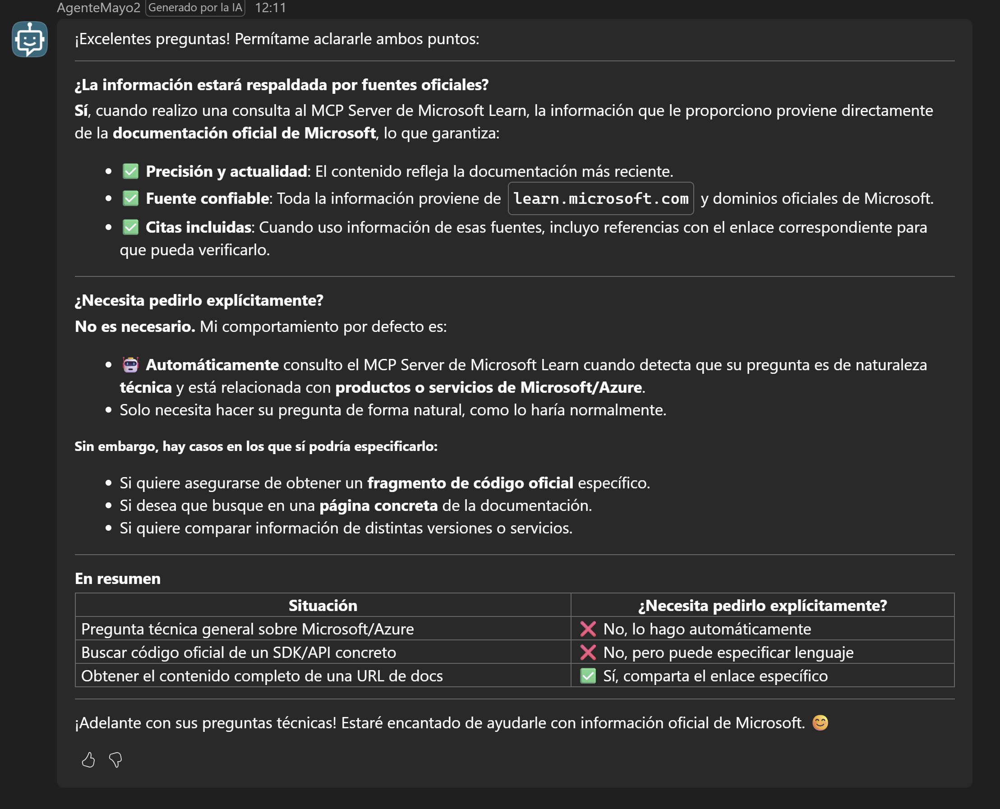 AgenteMayo2 Generado por la IA 12:11
¡Excelentes preguntas! Permítame aclararle ambos puntos:
¿La información estará respaldada por fuentes oficiales?
Sí, cuando realizo una consulta al MCP Server de Microsoft Learn, la información que le proporciono proviene directamente
de la documentación oficial de Microsoft, lo que garantiza:
• ✅ Precisión y actualidad: El contenido refleja la documentación más reciente.
• ✅ Fuente confiable: Toda la información proviene de learn.microsoft.com y dominios oficiales de Microsoft.
• ✅ Citas incluidas: Cuando uso información de esas fuentes, incluyo referencias con el enlace correspondiente para
que pueda verificarlo.
¿Necesita pedirlo explícitamente?
No es necesario. Mi comportamiento por defecto es:
• 🤖 Automáticamente consulto el MCP Server de Microsoft Learn cuando detecta que su pregunta es de naturaleza
técnica y está relacionada con productos o servicios de Microsoft/Azure.
• Solo necesita hacer su pregunta de forma natural, como lo haría normalmente.
Sin embargo, hay casos en los que sí podría especificarlo:
• Si quiere asegurarse de obtener un fragmento de código oficial específico.
• Si desea que busque en una página concreta de la documentación.
• Si quiere comparar información de distintas versiones o servicios.
En resumen
Situación ¿Necesita pedirlo explícitamente?
Pregunta técnica general sobre Microsoft/Azure ❌ No, lo hago automáticamente
Buscar código oficial de un SDK/API concreto ❌ No, pero puede especificar lenguaje
Obtener el contenido completo de una URL de docs ✅ Sí, comparta el enlace específico
¡Adelante con sus preguntas técnicas! Estaré encantado de ayudarle con información oficial de Microsoft. 😊